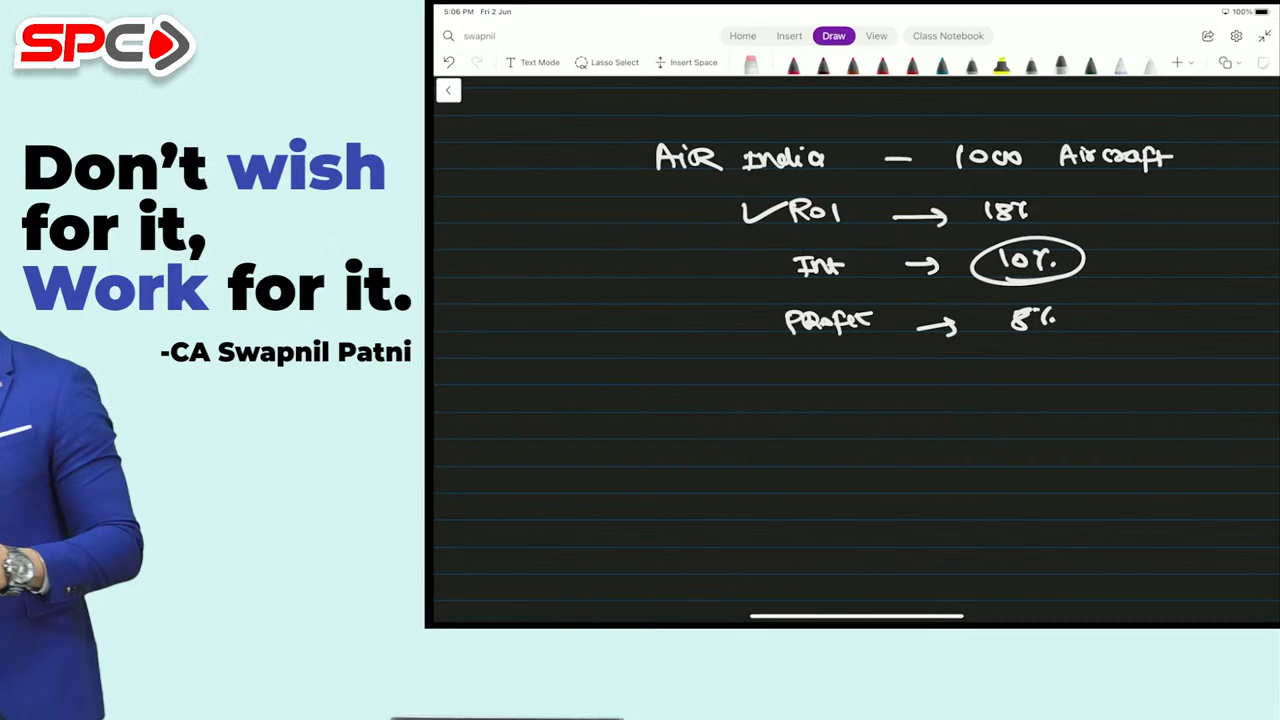 SPC
Don't wish
for it,
Work for it.
-CA Swapnil Patni
5:06 PM Fri 2 Jun
100%
swapnil
Home Insert Draw View Class Notebook
Text Mode Lasso Select Insert Space
AiR India - 1000 Aircraft
✓ROI → 18%
Int → 10%.
Profit → 8%